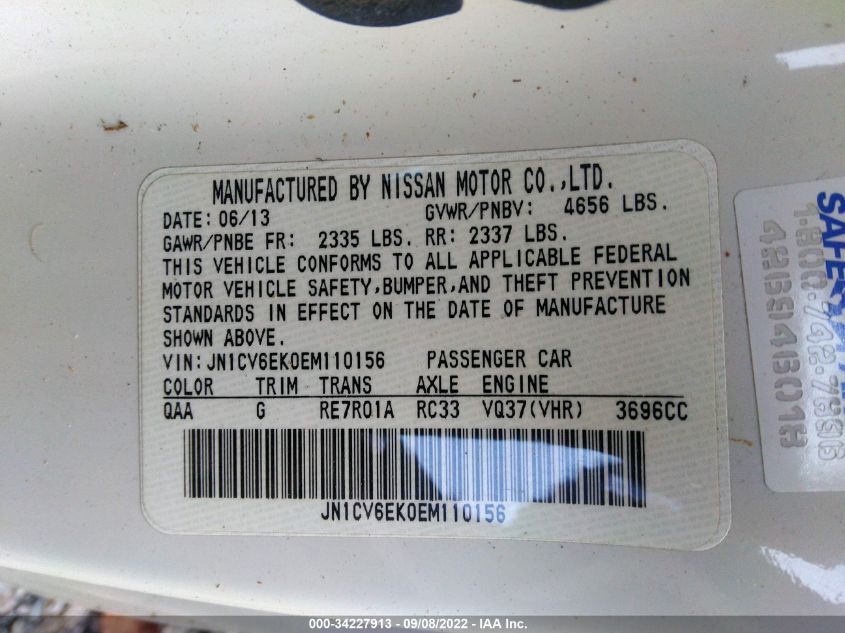 MANUFACTURED BY NISSAN MOTOR CO.,LTD.
DATE: 06/13 GVWR/PNBV: 4656 LBS.
GAWR/PNBE FR: 2335 LBS. RR: 2337 LBS.
THIS VEHICLE CONFORMS TO ALL APPLICABLE FEDERAL
MOTOR VEHICLE SAFETY,BUMPER,AND THEFT PREVENTION
STANDARDS IN EFFECT ON THE DATE OF MANUFACTURE
SHOWN ABOVE.
VIN:JN1CV6EK0EM110156 PASSENGER CAR
COLOR TRIM TRANS AXLE ENGINE
QAA G RE7R01A RC33 VQ37(VHR) 3696CC
JN1CV6EK0EM110156
000-34227913 - 09/08/2022 - IAA Inc.